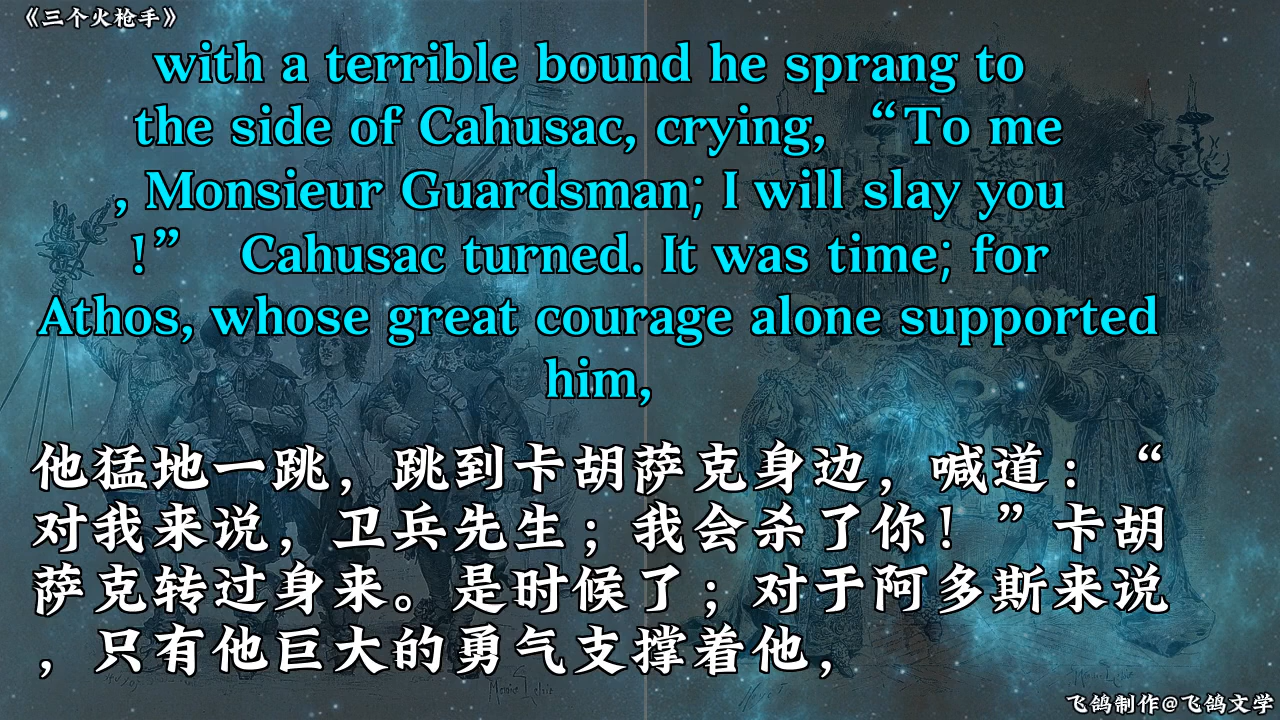 《三个火枪手》
with a terrible bound he sprang to
the side of Cahusac, crying, “To me
, Monsieur Guardsman; I will slay you
!” Cahusac turned. It was time; for
Athos, whose great courage alone supported
him,
他猛地一跳，跳到卡胡萨克身边，喊道：“
对我来说，卫兵先生；我会杀了你！”卡胡
萨克转过身来。是时候了；对于阿多斯来说
，只有他巨大的勇气支撑着他，
飞鸽制作@飞鸽文学